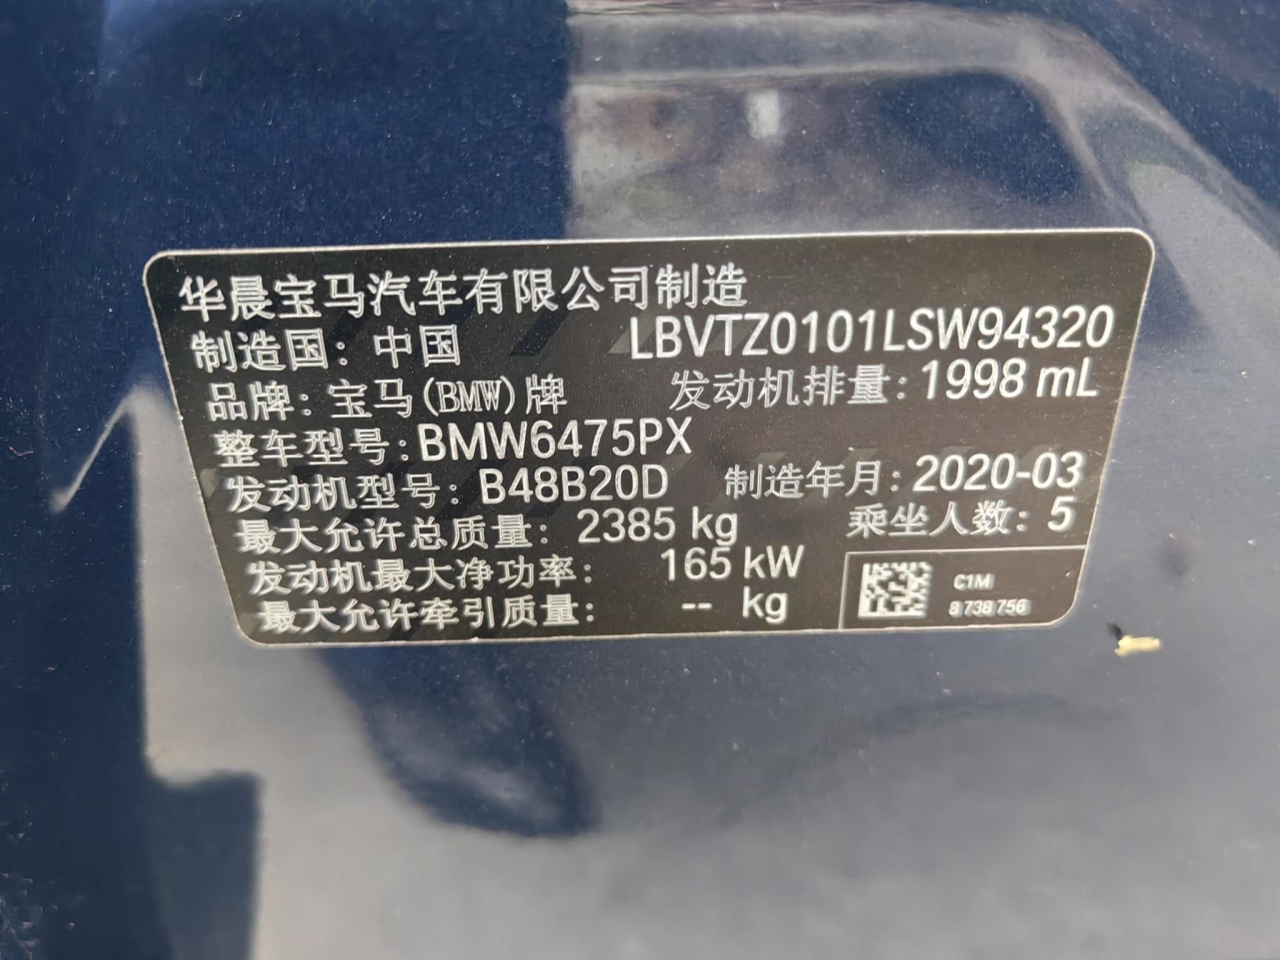 华晨宝马汽车有限公司制造
制造国：中国 LBVTZ0101LSW94320
品牌：宝马(BMW)牌 发动机排量：1998 mL
整车型号：BMW6475PX
发动机型号：B48B20D 制造年月：2020-03
最大允许总质量：2385 kg 乘坐人数：5
发动机最大净功率：165 kW
最大允许牵引质量：-- kg
C1MI
8 738 756